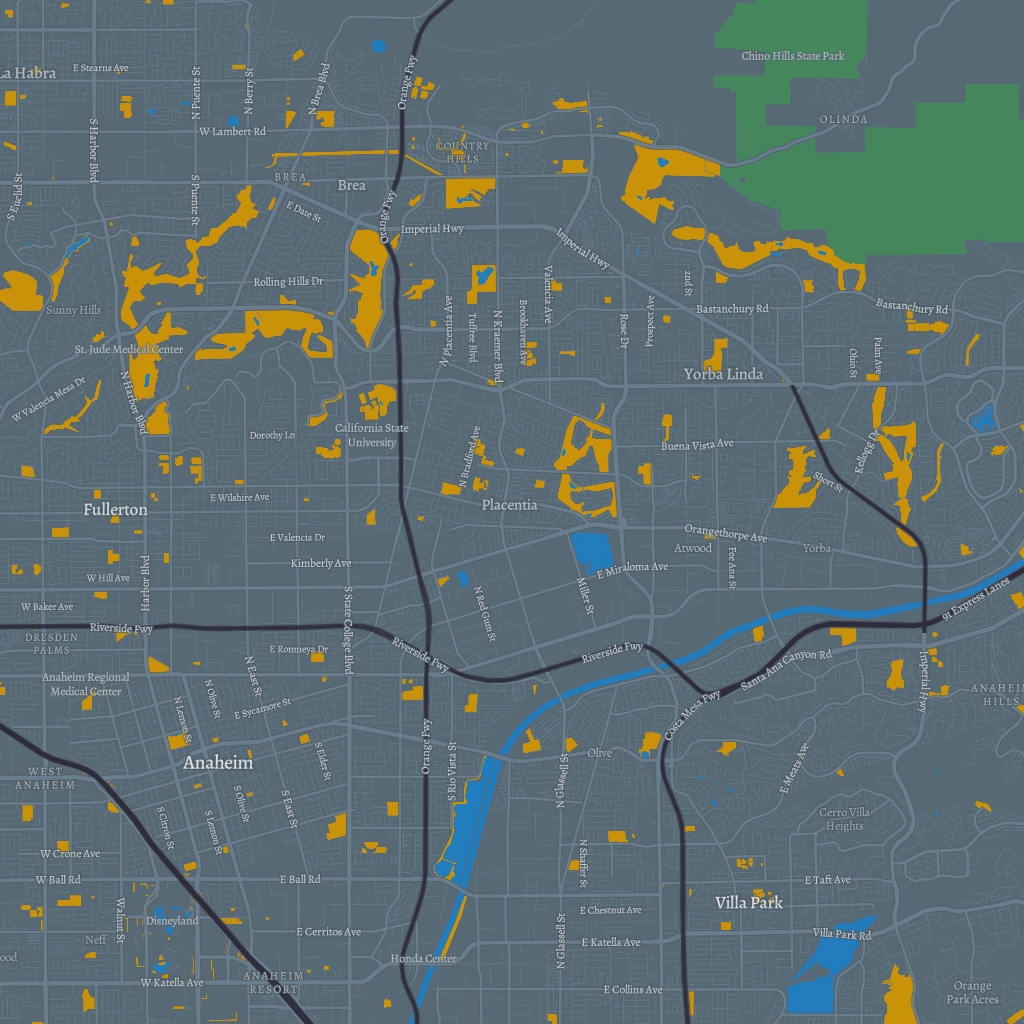 Chino Hills State Park
La Habra
E Stearns Ave
N Puente St
N Berry St
N Brea Blvd
Orange Fwy
OLINDA
W Lambert Rd
S Harbor Blvd
COUNTRY
HILLS
BREA
Brea
S Euclid St
S Puente St
E Date St
Orange Fwy
Imperial Hwy
Imperial Hwy
Rolling Hills Dr
2nd St
Valencia Ave
Sunny Hills
N Placentia Ave
Tuffree Blvd
N Kraemer Blvd
Brookhaven Ave
Rose Dr
Prospect Ave
Bastanchury Rd
Bastanchury Rd
St. Jude Medical Center
Ohio St
Palm Ave
Yorba Linda
W Valencia Mesa Dr
N Harbor Blvd
Dorothy Ln
California State
University
N Bradford Ave
Buena Vista Ave
Kellogg Dr
Short St
E Wilshire Ave
Fullerton
Placentia
Orangethorpe Ave
E Valencia Dr
Atwood
Yorba
Kimberly Ave
W Hill Ave
Harbor Blvd
E Miraloma Ave
Fee Ana St
Miller St
N Red Gum St
S State College Blvd
W Baker Ave
91 Express Lanes
Riverside Fwy
DRESDEN
PALMS
E Romneya Dr
Riverside Fwy
Riverside Fwy
Santa Ana Canyon Rd
Imperial Hwy
Anaheim Regional
Medical Center
N East St
N Olive St
N Lemon St
E Sycamore St
Costa Mesa Fwy
ANAHEIM
HILLS
Orange Fwy
Anaheim
S Elder St
S Rio Vista St
Olive
N Glassell St
E Mears Ave
WEST
ANAHEIM
S Olive St
S East St
S Citron St
S Lemon St
Cerro Villa
Heights
W Crone Ave
N Shaffer St
W Ball Rd
E Ball Rd
E Taft Ave
Walnut St
Disneyland
Villa Park
E Chestnut Ave
N Glassell St
Villa Park Rd
Neff
E Cerritos Ave
E Katella Ave
ood
Honda Center
W Katella Ave
ANAHEIM
RESORT
E Collins Ave
Orange
Park Acres